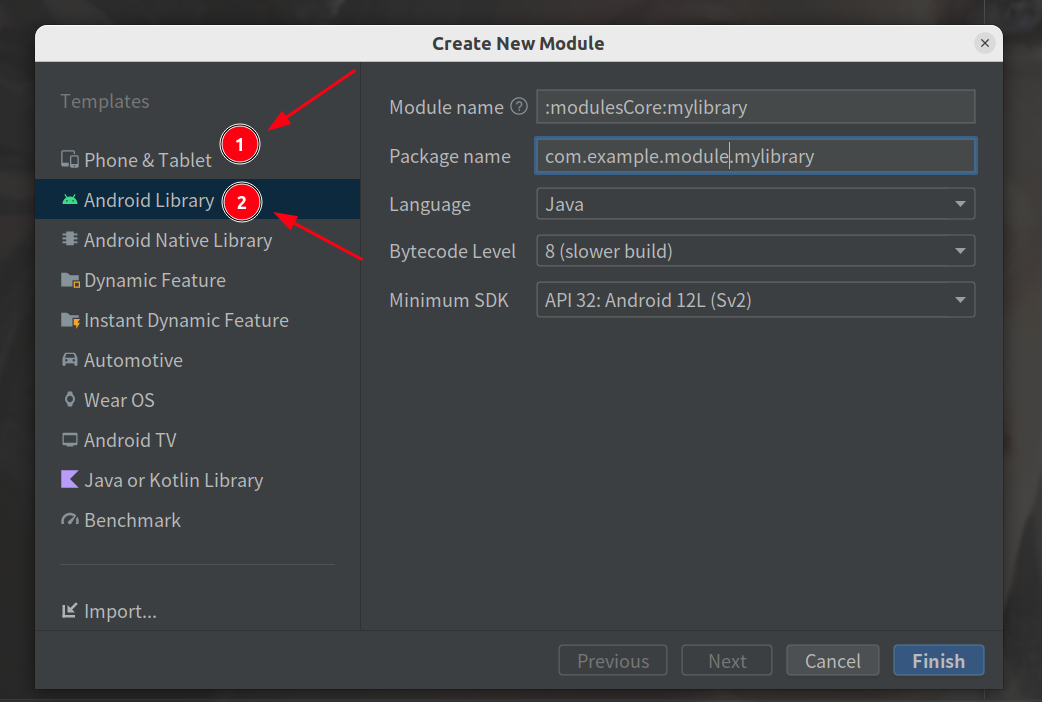 Create New Module
Templates
1
Phone & Tablet
Android Library
2
Android Native Library
Dynamic Feature
Instant Dynamic Feature
Automotive
Wear OS
Android TV
Java or Kotlin Library
Benchmark
Import...
Module name ? :modulesCore:mylibrary
Package name com.example.module.mylibrary
Language Java
Bytecode Level 8 (slower build)
Minimum SDK API 32: Android 12L (Sv2)
Previous Next Cancel Finish